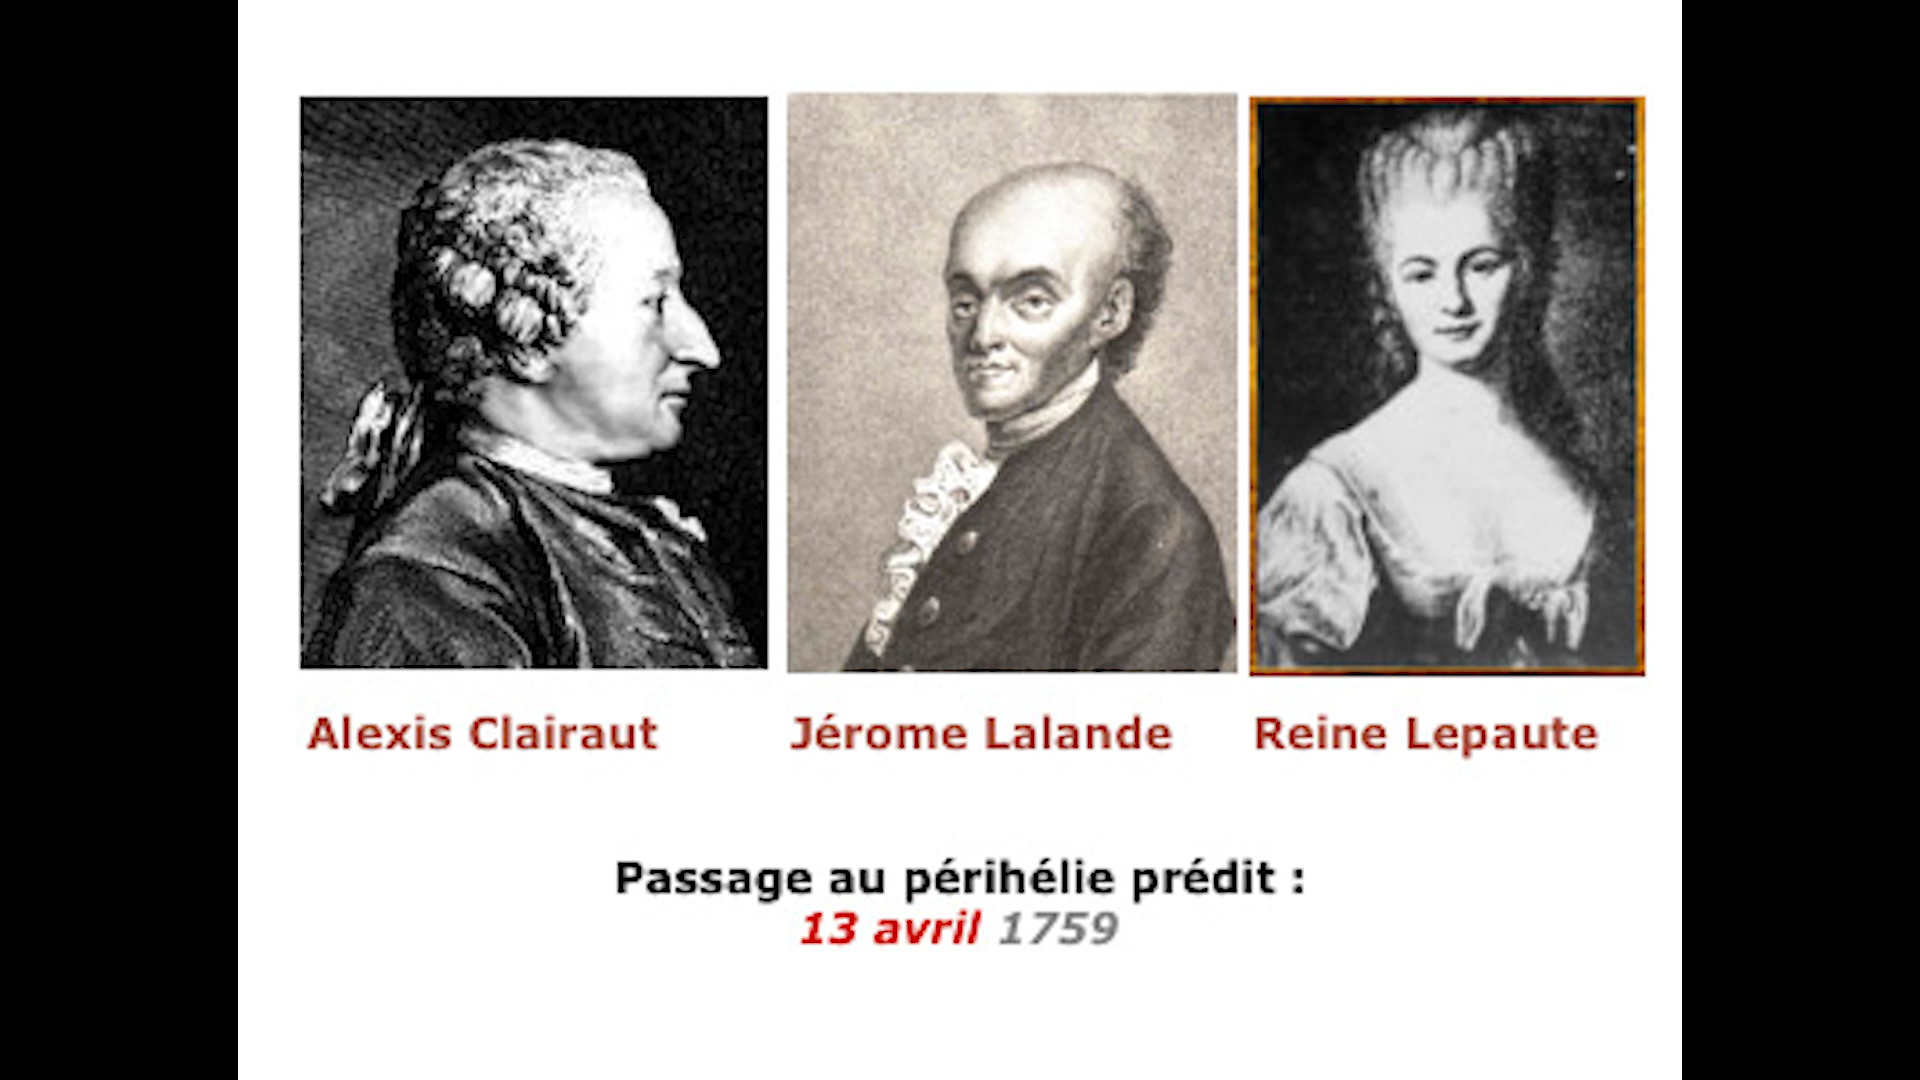 Alexis Clairaut
Jérome Lalande
Reine Lepaute
Passage au périhélie prédit :
13 avril 1759